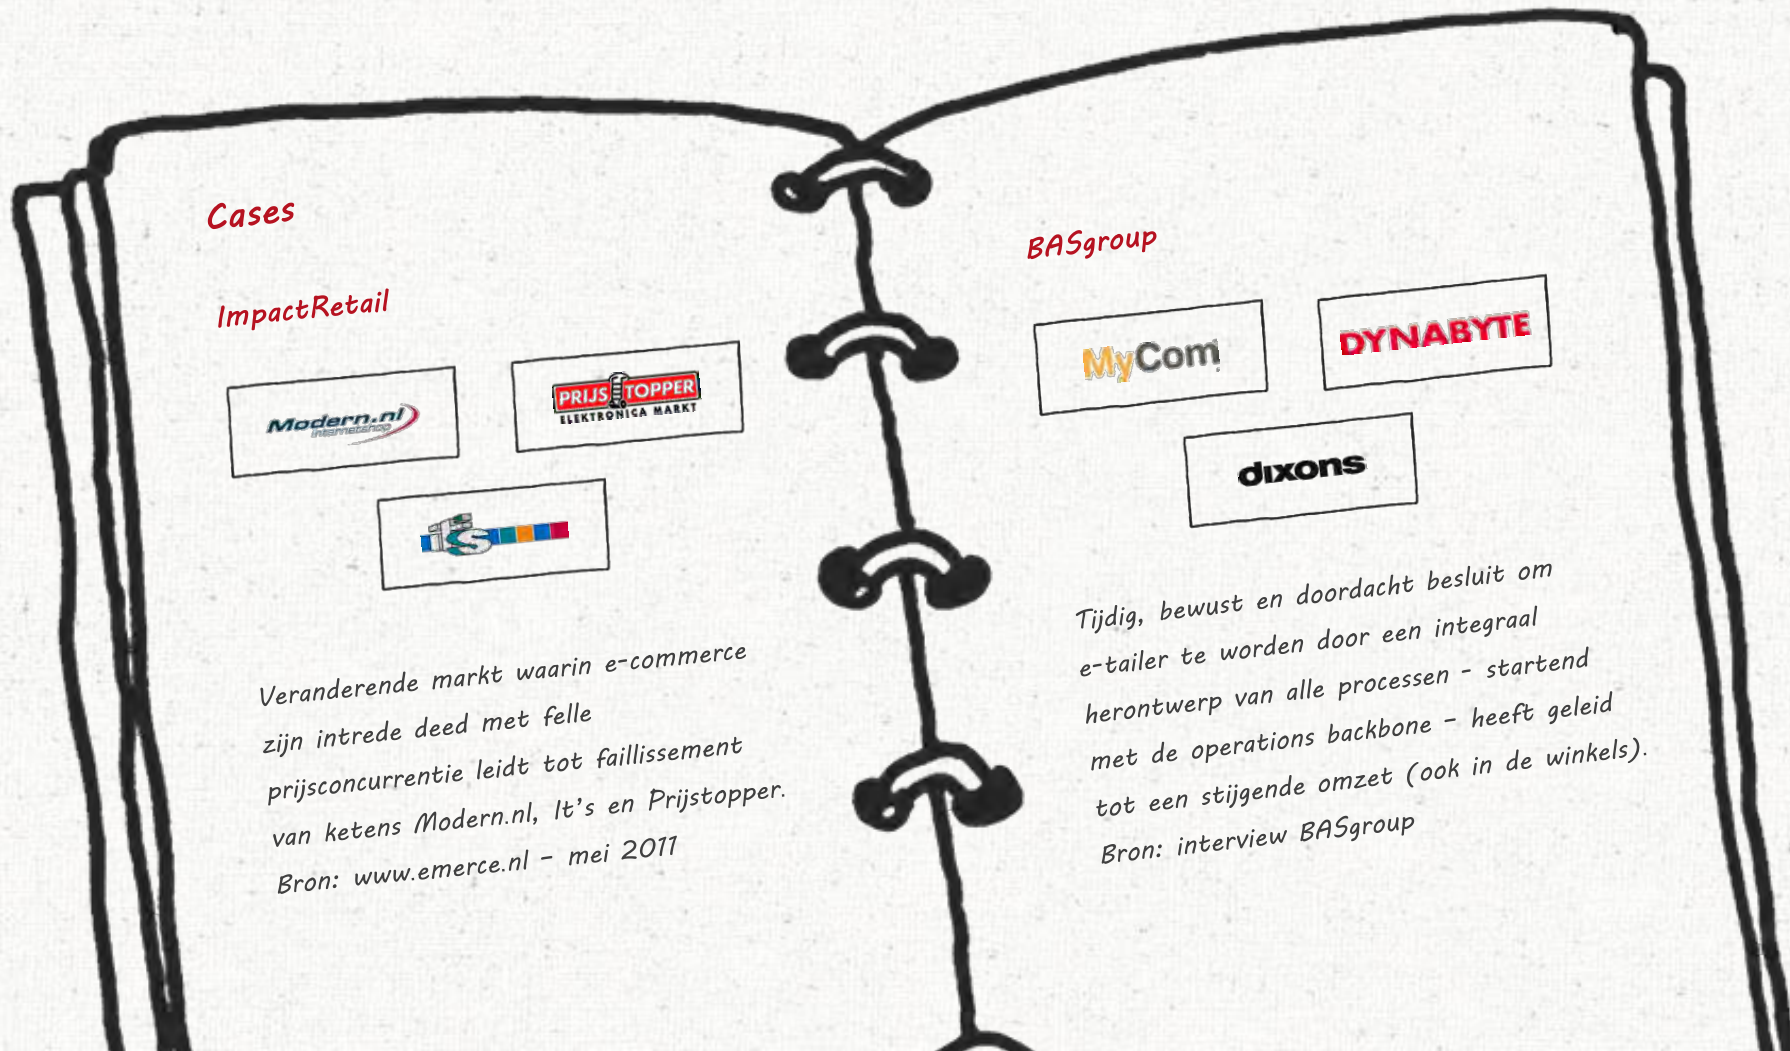 Cases
ImpactRetail
Modern.nl
internetshop
PRIJS TOPPER
ELEKTRONICA MARKT
it's
Veranderende markt waarin e-commerce
zijn intrede deed met felle
prijsconcurrentie leidt tot faillissement
van ketens Modern.nl, It's en Prijstopper.
Bron: www.emerce.nl – mei 2011
BASgroup
MyCom
DYNABYTE
dixons
Tijdig, bewust en doordacht besluit om
e-tailer te worden door een integraal
herontwerp van alle processen - startend
met de operations backbone – heeft geleid
tot een stijgende omzet (ook in de winkels).
Bron: interview BASgroup